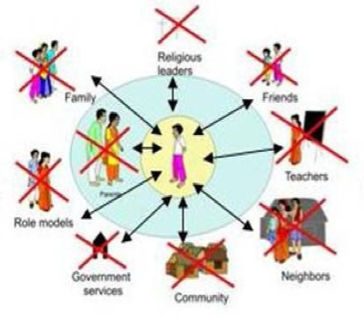 Religious
leaders
Family
Friends
Parents
Teachers
Role models
Government
services
Community
Neighbors